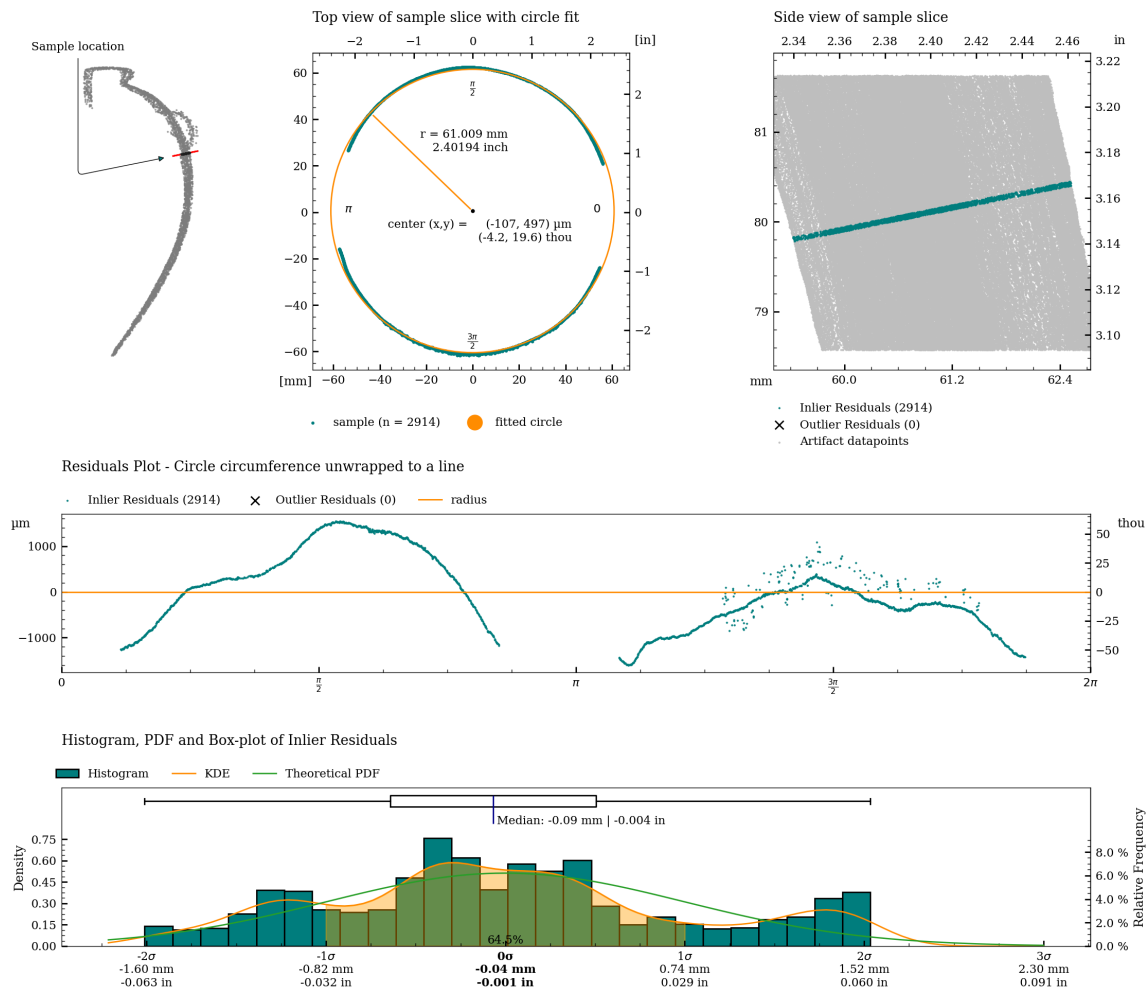 Sample location
Top view of sample slice with circle fit
−2 −1 0 1 2 [in]
60
40
20
0
−20
−40
−60
2
1
0
−1
−2
π/2
r = 61.009 mm
2.40194 inch
π 0
center (x,y) = (-107, 497) µm
(-4.2, 19.6) thou
3π/2
[mm] −60 −40 −20 0 20 40 60
sample (n = 2914) fitted circle
Side view of sample slice
2.34 2.36 2.38 2.40 2.42 2.44 2.46 in
81
80
79
3.22
3.20
3.18
3.16
3.14
3.12
3.10
mm 60.0 61.2 62.4
Inlier Residuals (2914)
Outlier Residuals (0)
Artifact datapoints
Residuals Plot - Circle circumference unwrapped to a line
Inlier Residuals (2914) Outlier Residuals (0) radius
µm thou
1000
0
−1000
50
25
0
−25
−50
0 π/2 π 3π/2 2π
Histogram, PDF and Box-plot of Inlier Residuals
Histogram KDE Theoretical PDF
Median: -0.09 mm | -0.004 in
Density
0.75
0.60
0.45
0.30
0.15
0.00
Relative Frequency
8.0 %
6.0 %
4.0 %
2.0 %
0.0 %
64.5%
-2σ -1σ 0σ 1σ 2σ 3σ
-1.60 mm -0.82 mm -0.04 mm 0.74 mm 1.52 mm 2.30 mm
-0.063 in -0.032 in -0.001 in 0.029 in 0.060 in 0.091 in